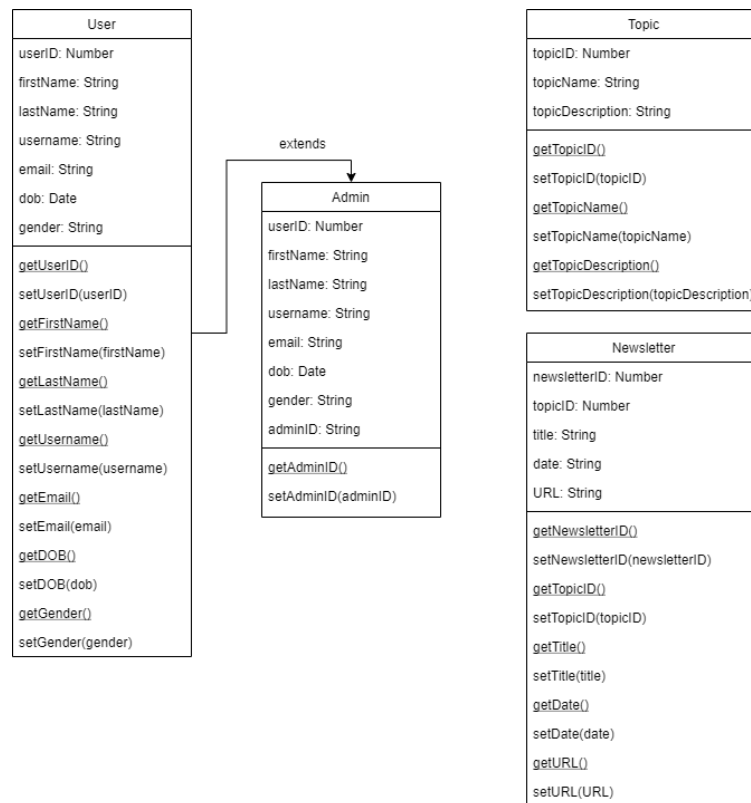 User
userID: Number
firstName: String
lastName: String
username: String
email: String
dob: Date
gender: String
getUserID()
setUserID(userID)
getFirstName()
setFirstName(firstName)
getLastName()
setLastName(lastName)
getUsername()
setUsername(username)
getEmail()
setEmail(email)
getDOB()
setDOB(dob)
getGender()
setGender(gender)
extends
Admin
userID: Number
firstName: String
lastName: String
username: String
email: String
dob: Date
gender: String
adminID: String
getAdminID()
setAdminID(adminID)
Topic
topicID: Number
topicName: String
topicDescription: String
getTopicID()
setTopicID(topicID)
getTopicName()
setTopicName(topicName)
getTopicDescription()
setTopicDescription(topicDescription)
Newsletter
newsletterID: Number
topicID: Number
title: String
date: String
URL: String
getNewsletterID()
setNewsletterID(newsletterID)
getTopicID()
setTopicID(topicID)
getTitle()
setTitle(title)
getDate()
setDate(date)
getURL()
setURL(URL)